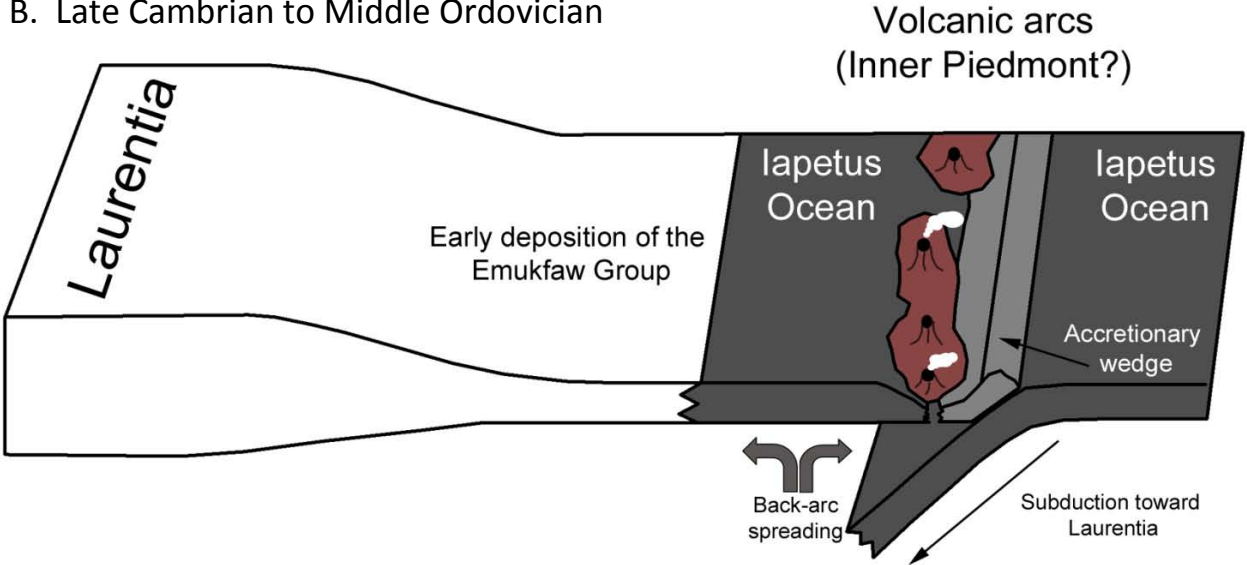 B. Late Cambrian to Middle Ordovician
Volcanic arcs
(Inner Piedmont?)
Laurentia
Iapetus
Ocean
Iapetus
Ocean
Early deposition of the
Emukfaw Group
Accretionary
wedge
Back-arc
spreading
Subduction toward
Laurentia